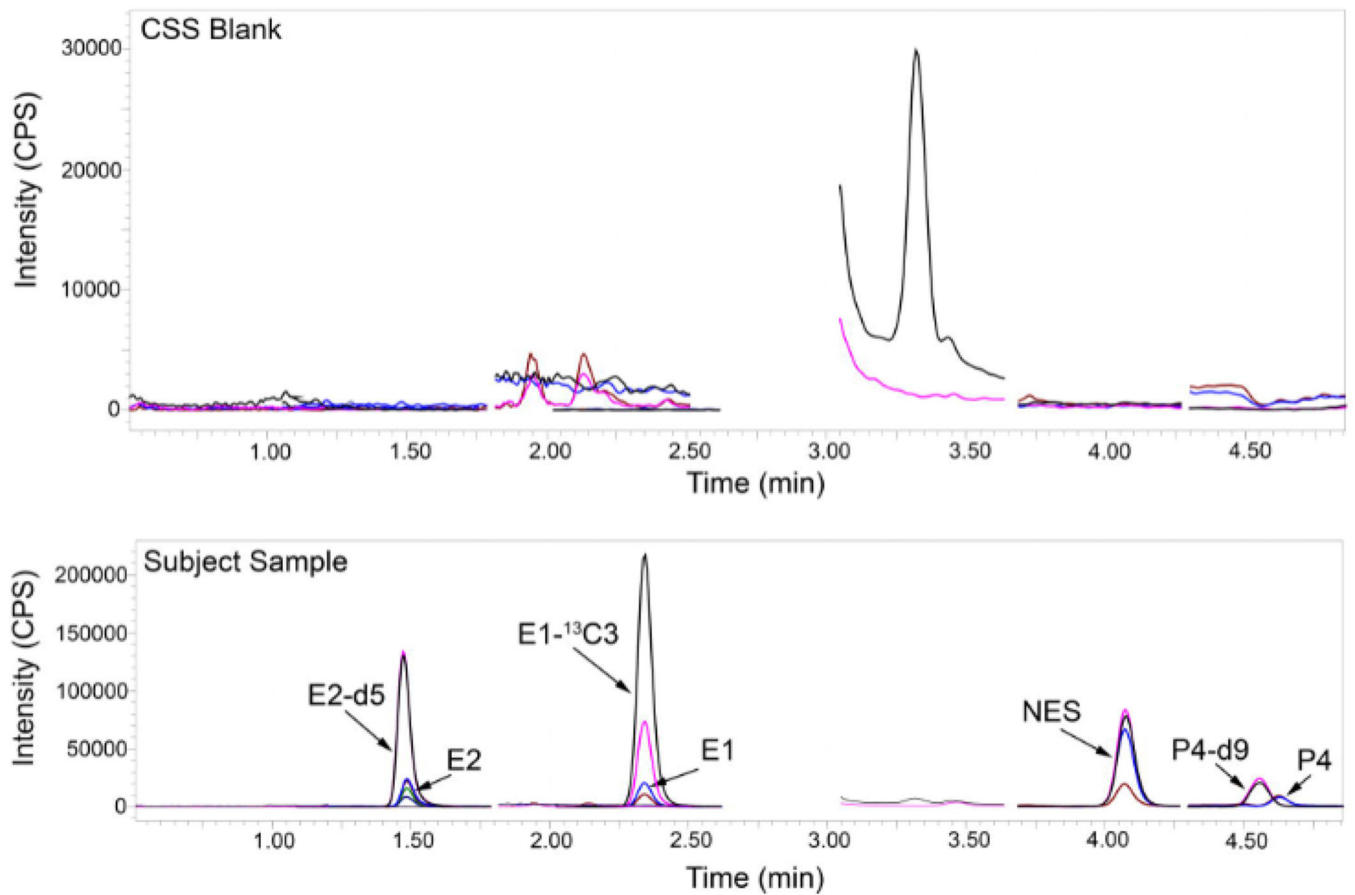 CSS Blank
Intensity (CPS)
30000
20000
10000
0
1.00 1.50 2.00 2.50 3.00 3.50 4.00 4.50
Time (min)
Subject Sample
Intensity (CPS)
200000
150000
100000
50000
0
E2-d5
E2
E1-¹³C3
E1
NES
P4-d9
P4
1.00 1.50 2.00 2.50 3.00 3.50 4.00 4.50
Time (min)